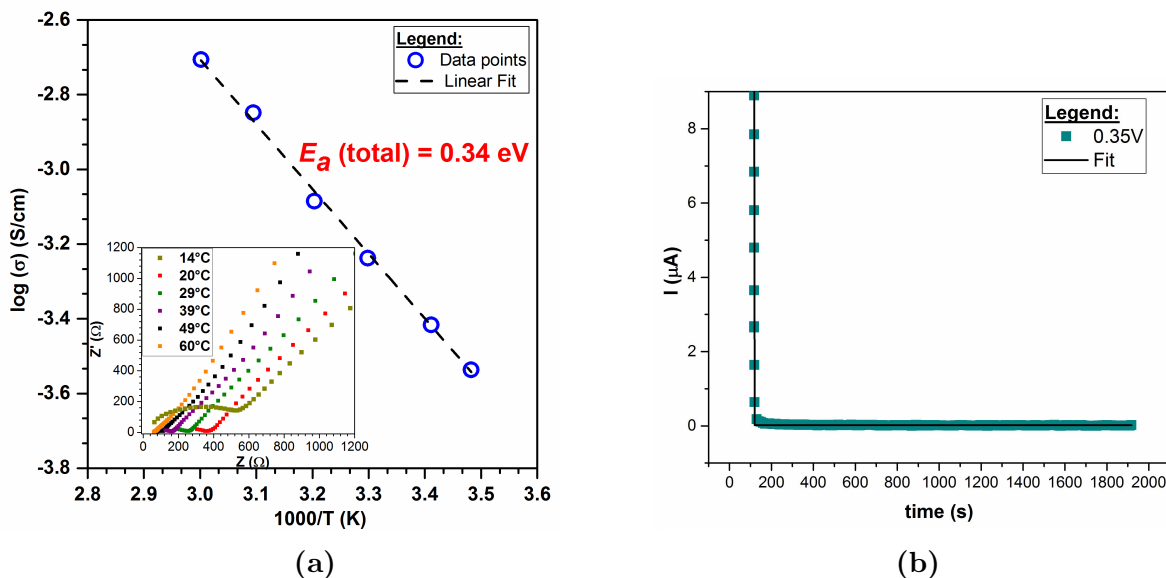 -2.6
-2.8
-3.0
-3.2
-3.4
-3.6
-3.8
log (σ) (S/cm)
2.8 2.9 3.0 3.1 3.2 3.3 3.4 3.5 3.6
1000/T (K)
Legend:
Data points
Linear Fit
Ea (total) = 0.34 eV
1200
1000
800
600
400
200
0
Z' (Ω)
14°C
20°C
29°C
39°C
49°C
60°C
0 200 400 600 800 1000 1200
Z (Ω)
(a)
8
6
4
2
0
I (μA)
Legend:
0.35V
Fit
0 200 400 600 800 1000 1200 1400 1600 1800 2000
time (s)
(b)